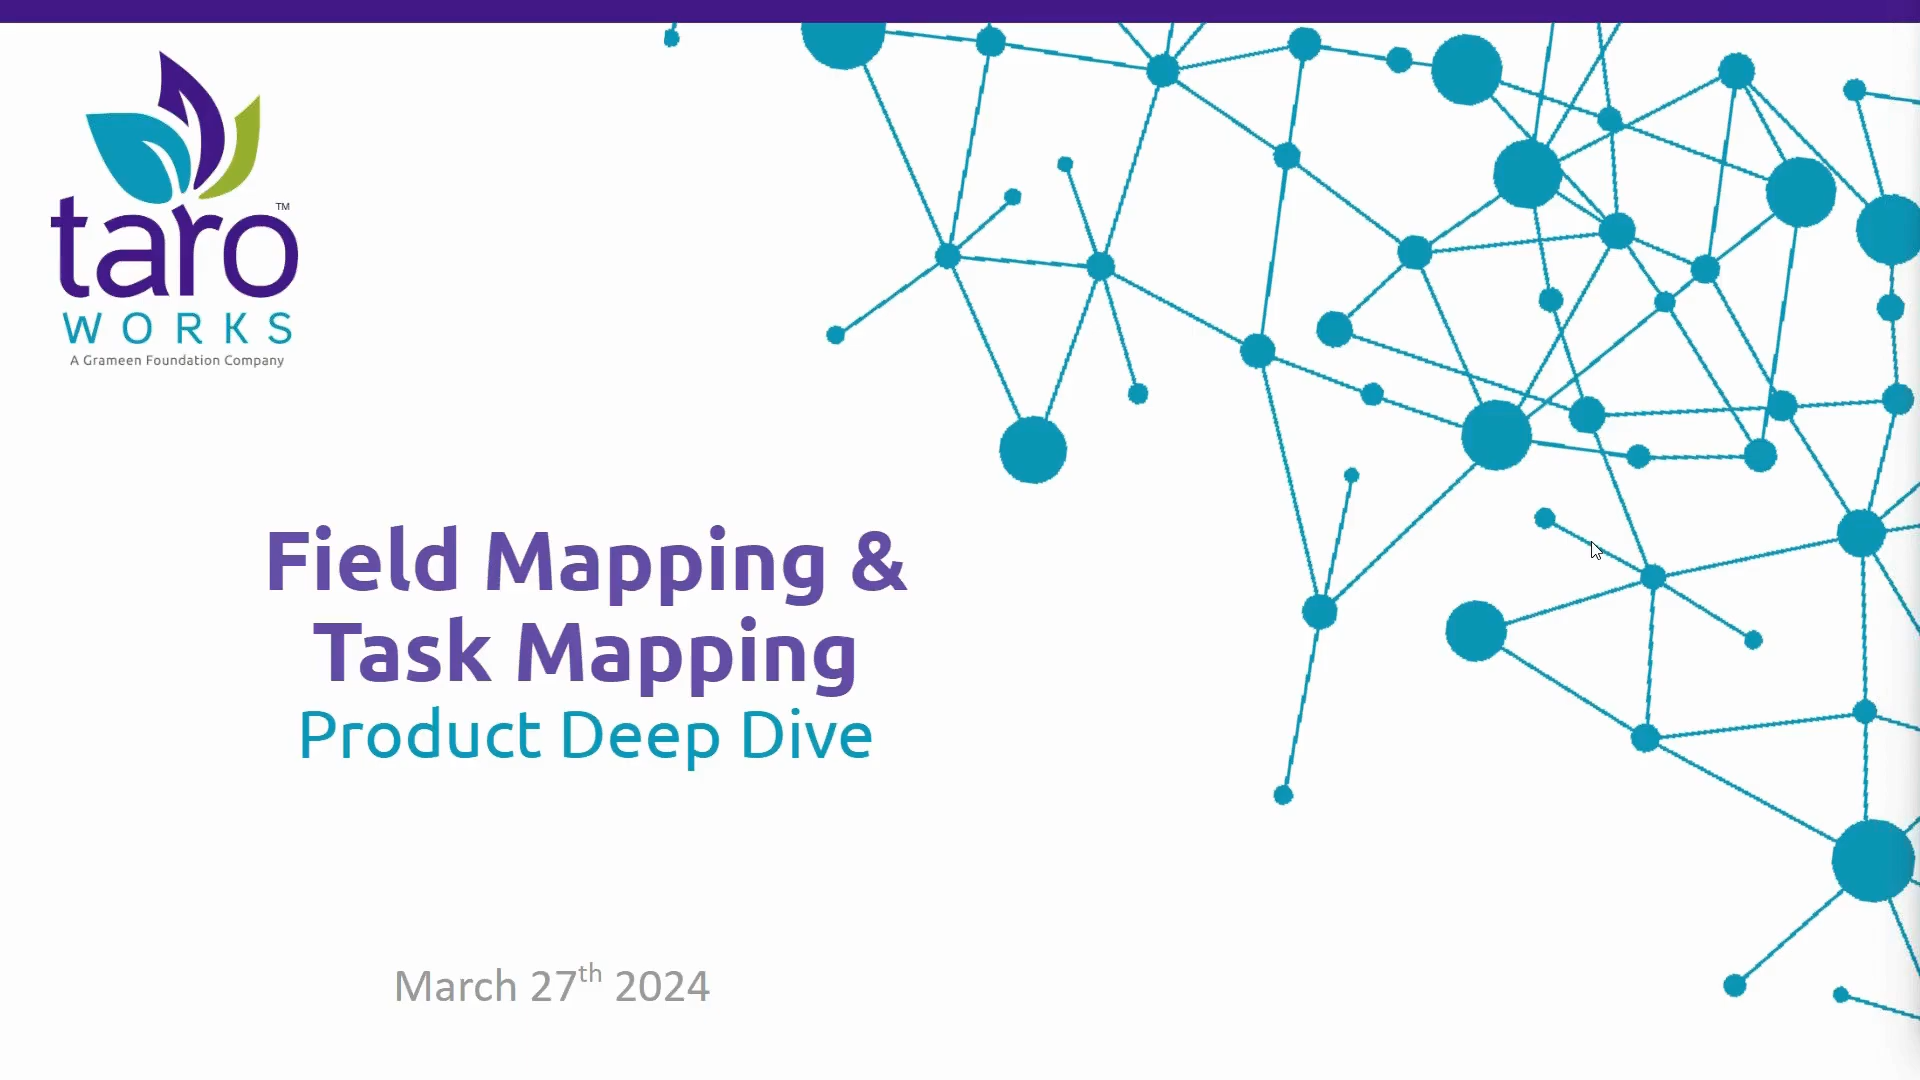 taro™
WORKS
A Grameen Foundation Company
Field Mapping &
Task Mapping
Product Deep Dive
March 27th 2024